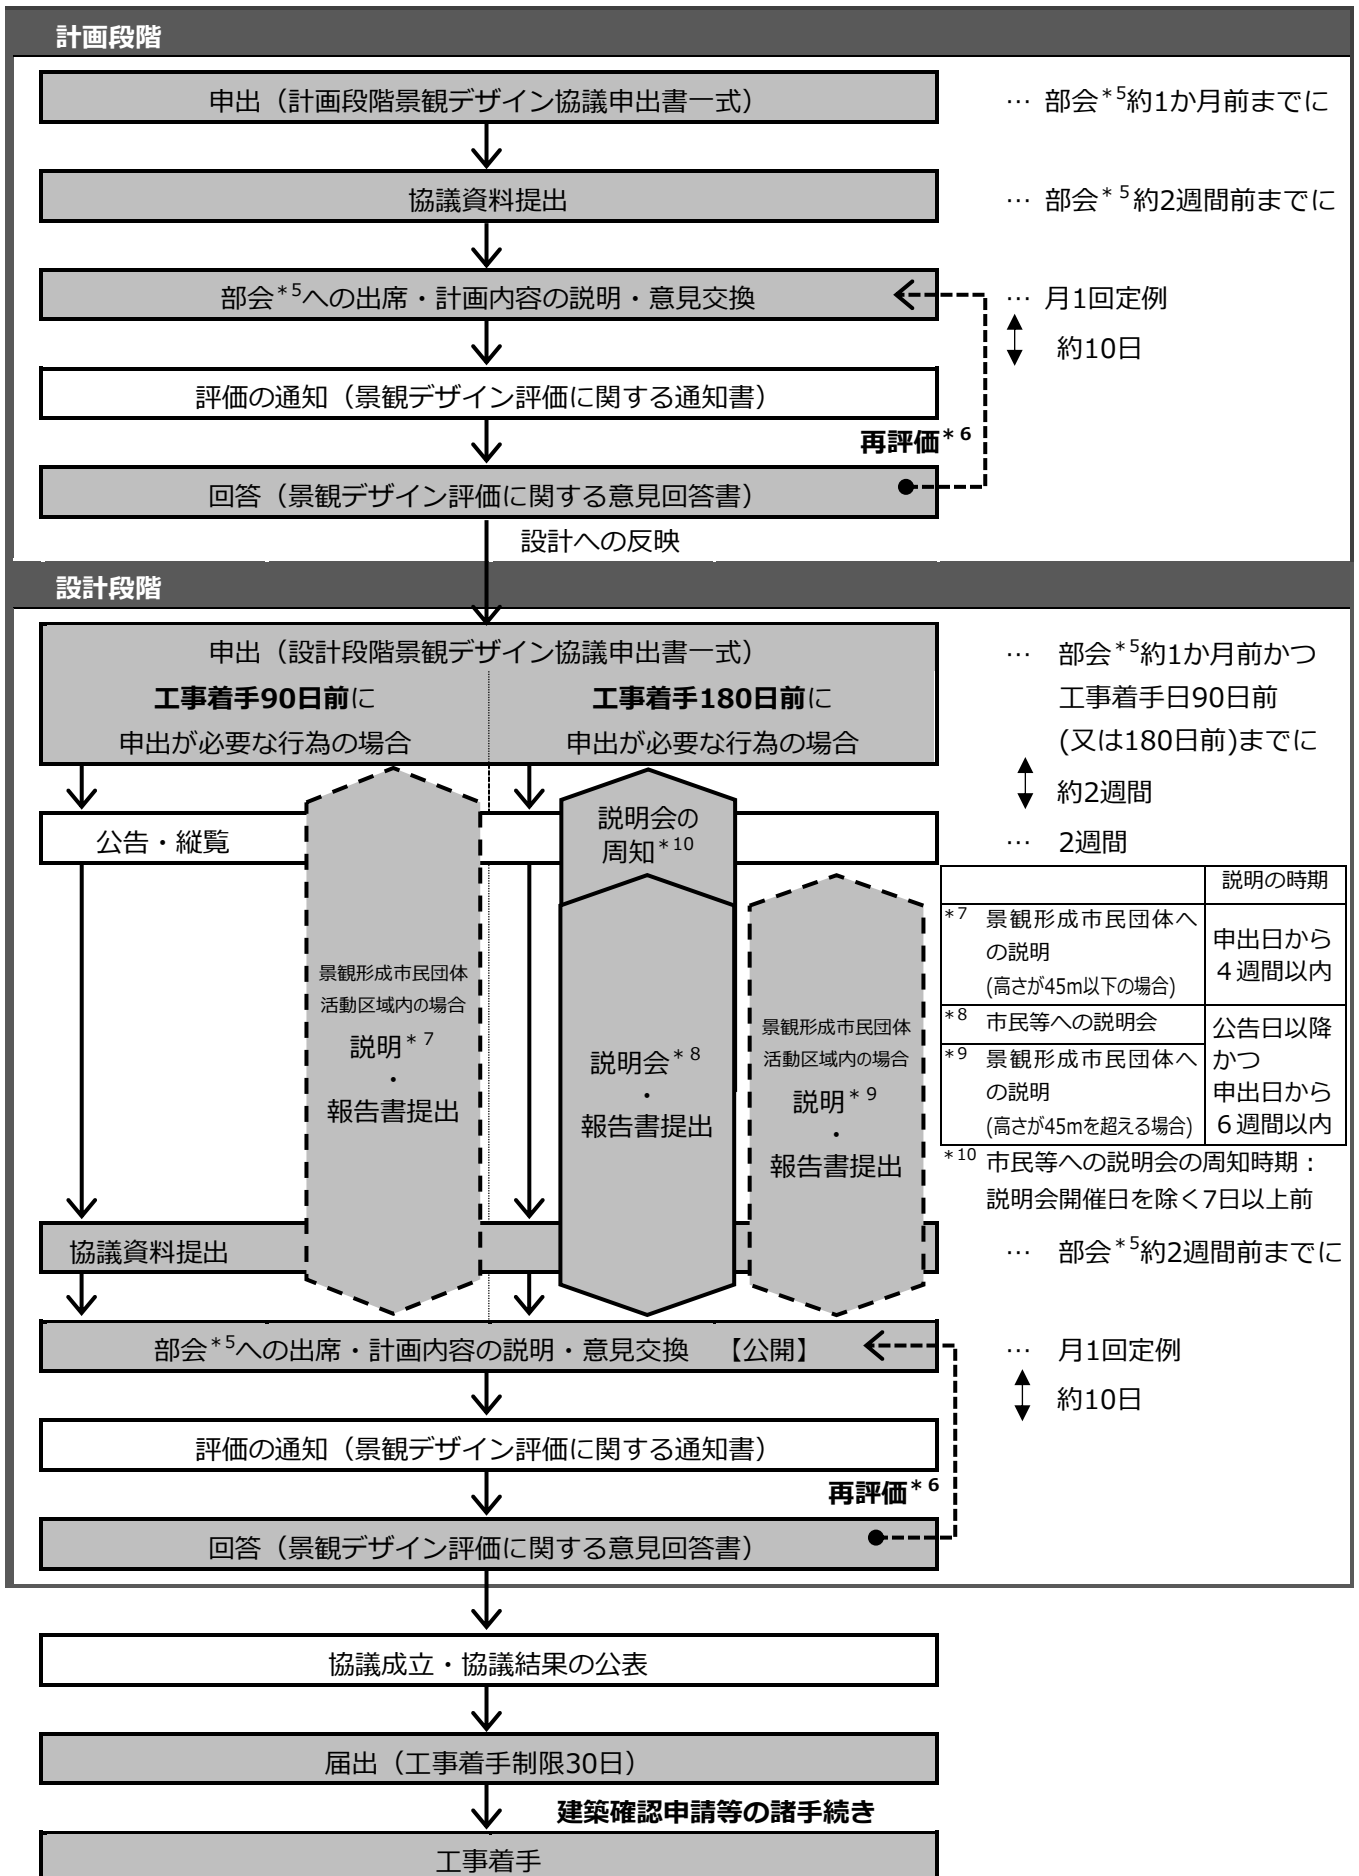 計画段階
申出（計画段階景観デザイン協議申出書一式）
… 部会*5約1か月前までに
協議資料提出
… 部会*5約2週間前までに
部会*5への出席・計画内容の説明・意見交換
… 月1回定例
約10日
評価の通知（景観デザイン評価に関する通知書）
再評価*6
回答（景観デザイン評価に関する意見回答書）
設計への反映
設計段階
申出（設計段階景観デザイン協議申出書一式）
工事着手90日前に
申出が必要な行為の場合
工事着手180日前に
申出が必要な行為の場合
… 部会*5約1か月前かつ
工事着手日90日前
(又は180日前)までに
約2週間
公告・縦覧
… 2週間
説明会の
周知*10
景観形成市民団体
活動区域内の場合
説明*7
・
報告書提出
説明会*8
・
報告書提出
景観形成市民団体
活動区域内の場合
説明*9
・
報告書提出
説明の時期
*7 景観形成市民団体へ
の説明
(高さが45m以下の場合)
申出日から
4週間以内
*8 市民等への説明会
*9 景観形成市民団体へ
の説明
(高さが45mを超える場合)
公告日以降
かつ
申出日から
6週間以内
*10 市民等への説明会の周知時期：
説明会開催日を除く7日以上前
協議資料提出
… 部会*5約2週間前までに
部会*5への出席・計画内容の説明・意見交換 【公開】
… 月1回定例
約10日
評価の通知（景観デザイン評価に関する通知書）
再評価*6
回答（景観デザイン評価に関する意見回答書）
協議成立・協議結果の公表
届出（工事着手制限30日）
建築確認申請等の諸手続き
工事着手